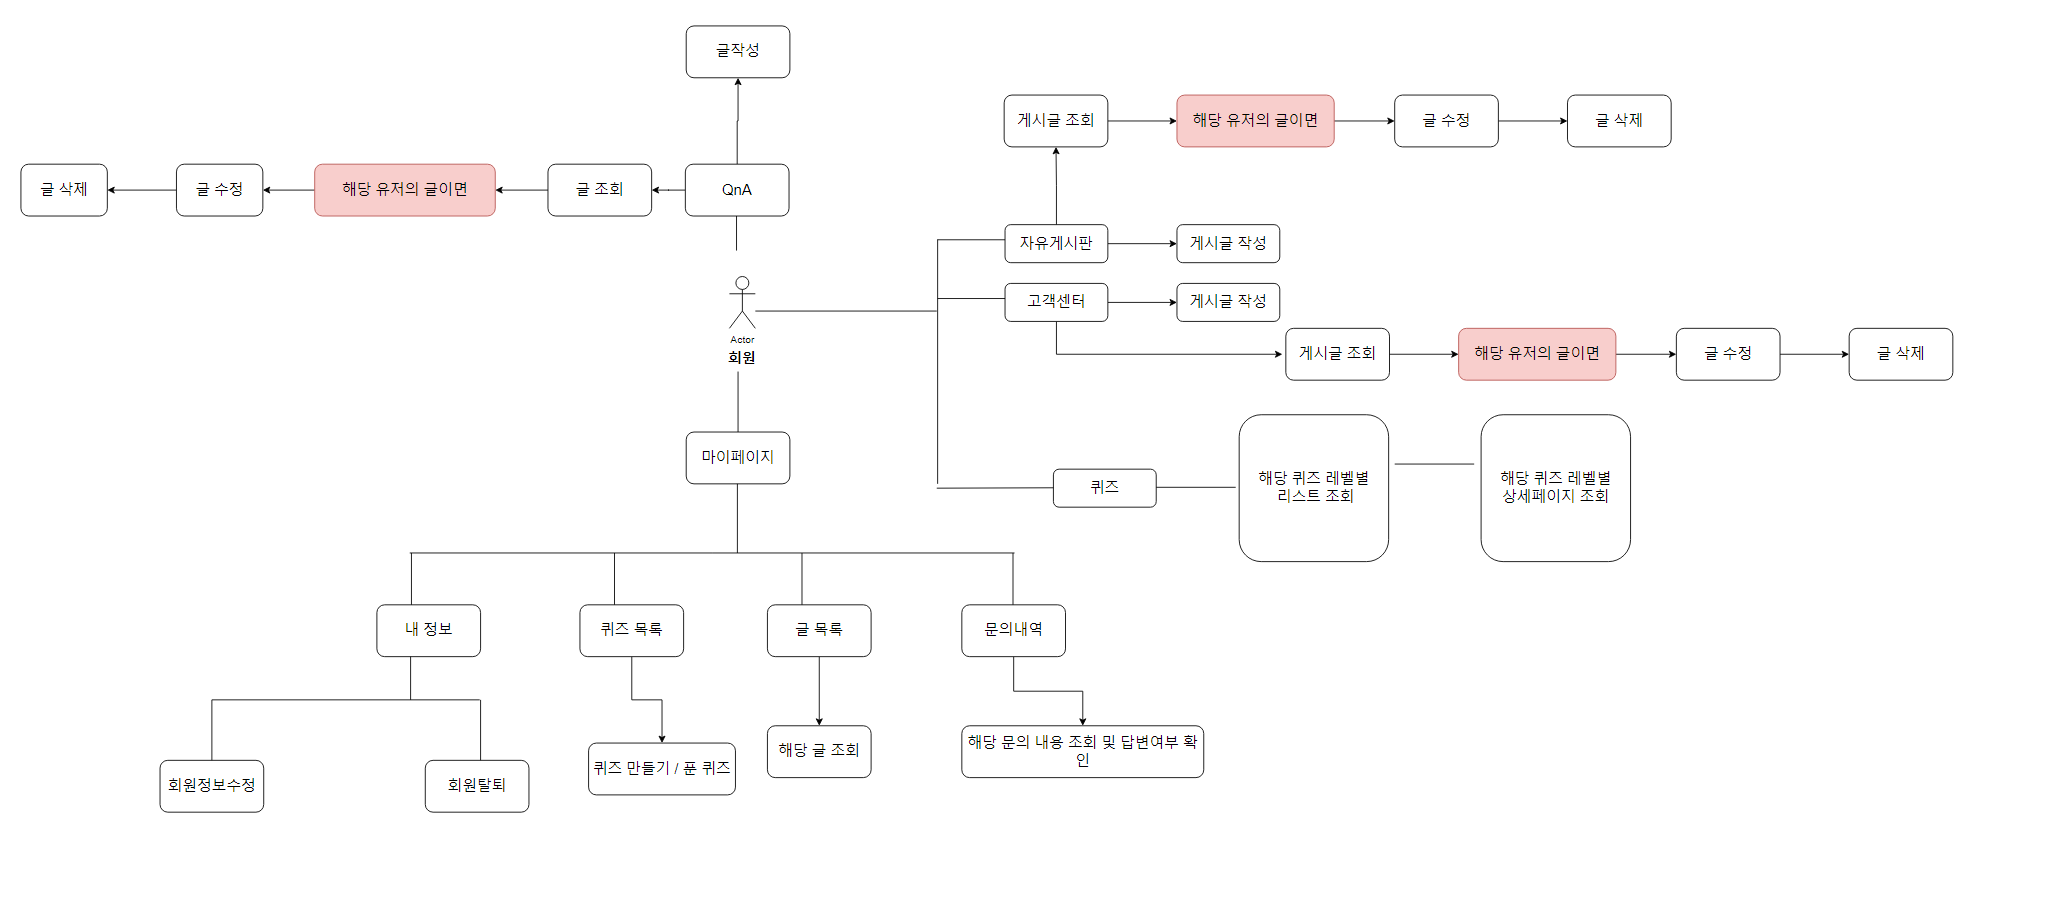 글작성
게시글 조회
해당 유저의 글이면
글 수정
글 삭제
글 삭제
글 수정
해당 유저의 글이면
글 조회
QnA
자유게시판
게시글 작성
고객센터
게시글 작성
Actor
회원
게시글 조회
해당 유저의 글이면
글 수정
글 삭제
마이페이지
퀴즈
해당 퀴즈 레벨별
리스트 조회
해당 퀴즈 레벨별
상세페이지 조회
내 정보
퀴즈 목록
글 목록
문의내역
회원정보수정
회원탈퇴
퀴즈 만들기 / 푼 퀴즈
해당 글 조회
해당 문의 내용 조회 및 답변여부 확
인